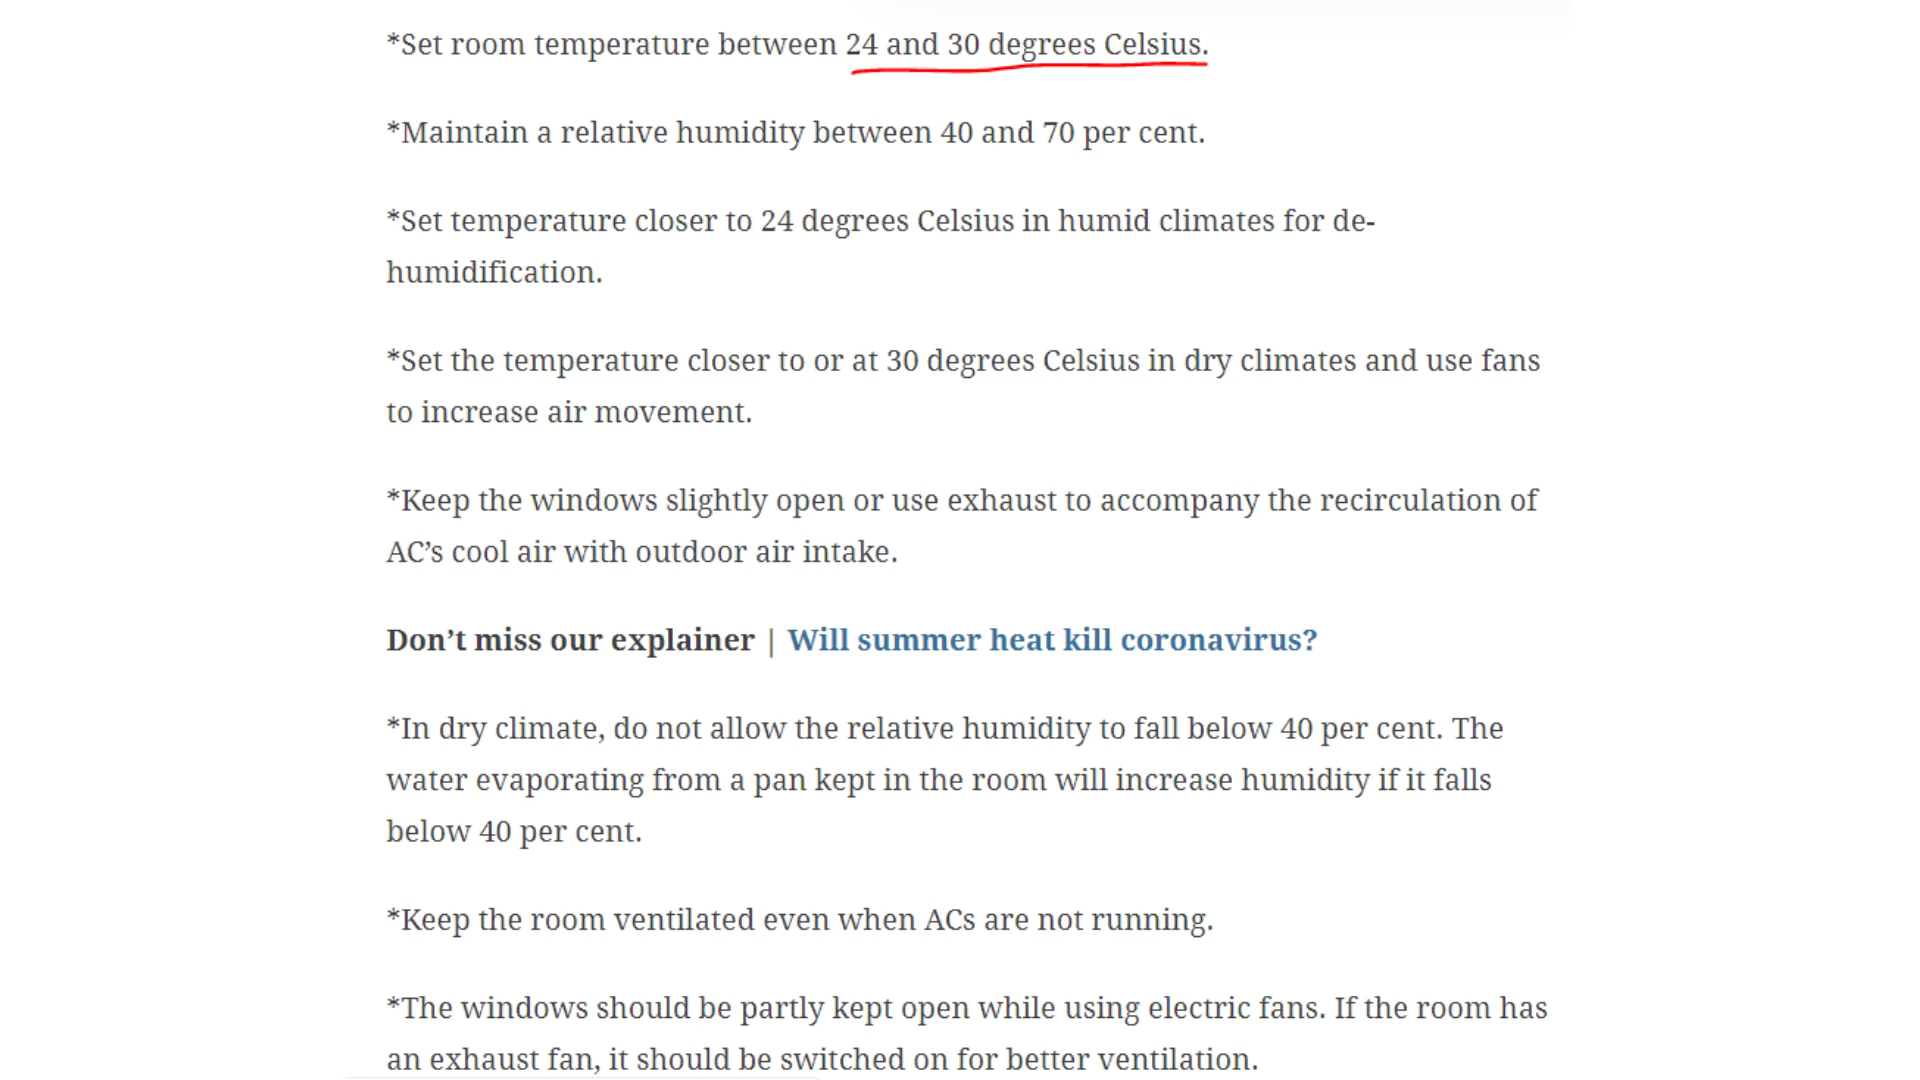 *Set room temperature between 24 and 30 degrees Celsius.
*Maintain a relative humidity between 40 and 70 per cent.
*Set temperature closer to 24 degrees Celsius in humid climates for de-
humidification.
*Set the temperature closer to or at 30 degrees Celsius in dry climates and use fans
to increase air movement.
*Keep the windows slightly open or use exhaust to accompany the recirculation of
AC’s cool air with outdoor air intake.
Don’t miss our explainer | Will summer heat kill coronavirus?
*In dry climate, do not allow the relative humidity to fall below 40 per cent. The
water evaporating from a pan kept in the room will increase humidity if it falls
below 40 per cent.
*Keep the room ventilated even when ACs are not running.
*The windows should be partly kept open while using electric fans. If the room has
an exhaust fan, it should be switched on for better ventilation.